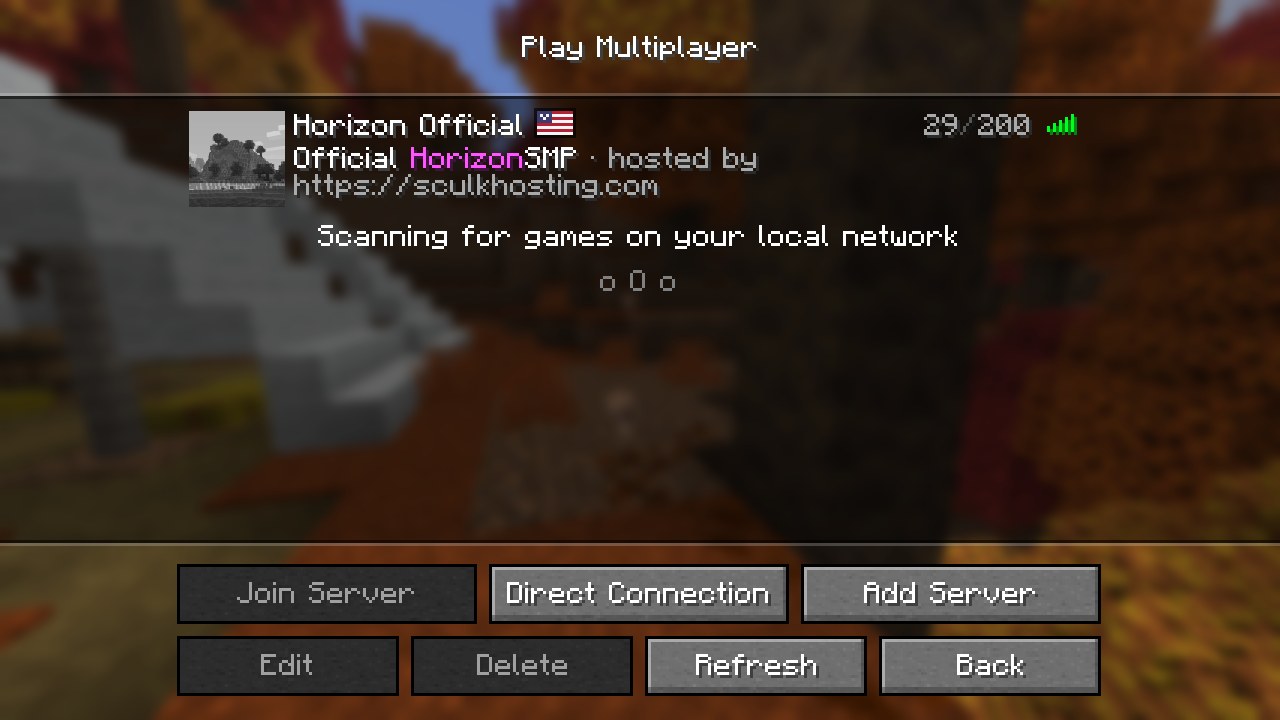 Play Multiplayer
Horizon Official
29/200
Official HorizonSMP · hosted by
https://sculkhosting.com
Scanning for games on your local network
o O o
Join Server
Direct Connection
Add Server
Edit
Delete
Refresh
Back